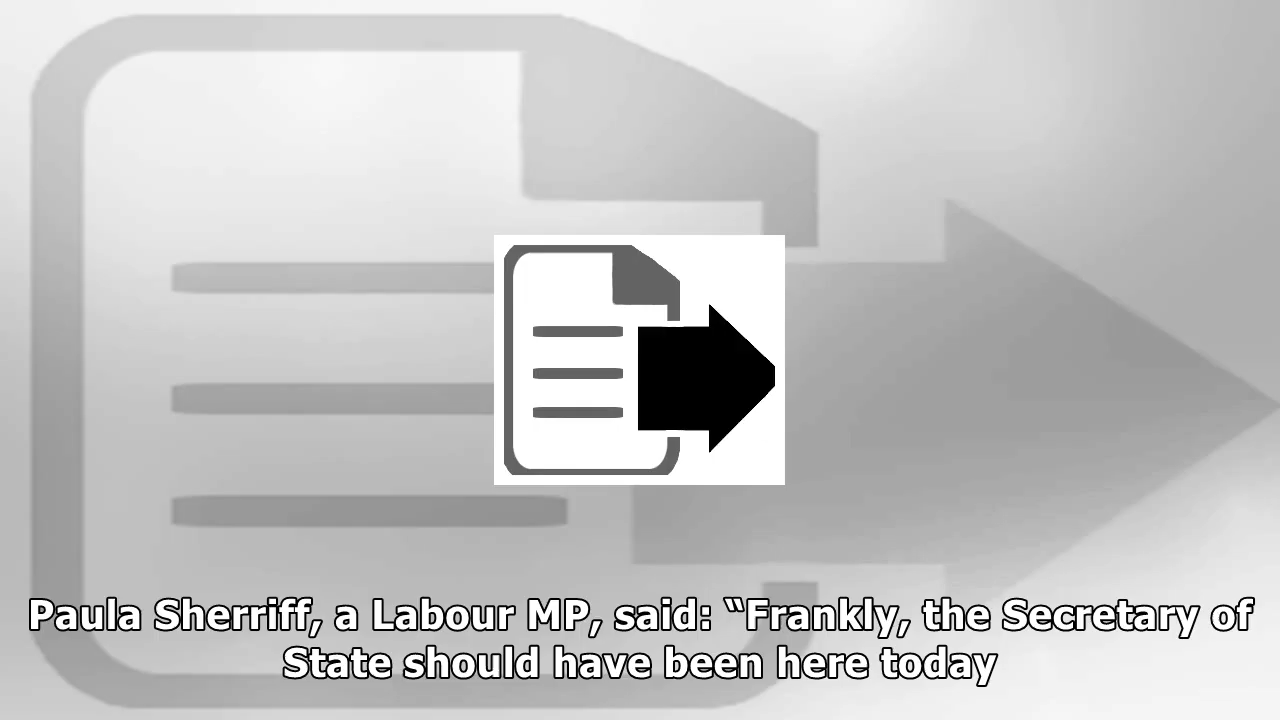 Paula Sherriff, a Labour MP, said: “Frankly, the Secretary of
State should have been here today